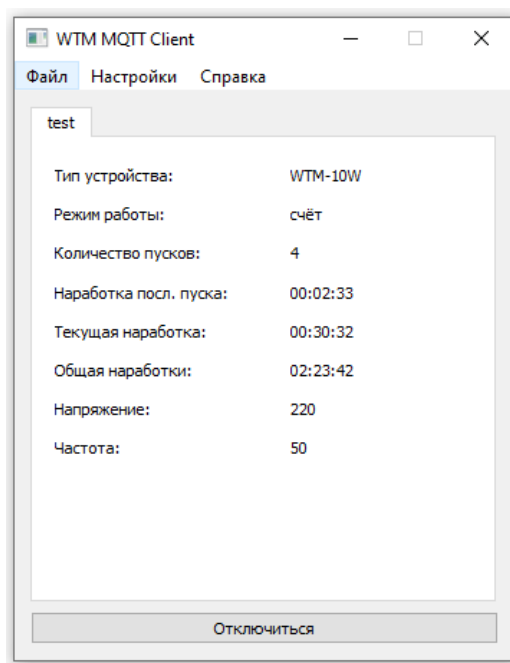 WTM MQTT Client
Файл Настройки Справка
test
Тип устройства: WTM-10W
Режим работы: счёт
Количество пусков: 4
Наработка посл. пуска: 00:02:33
Текущая наработка: 00:30:32
Общая наработки: 02:23:42
Напряжение: 220
Частота: 50
Отключиться